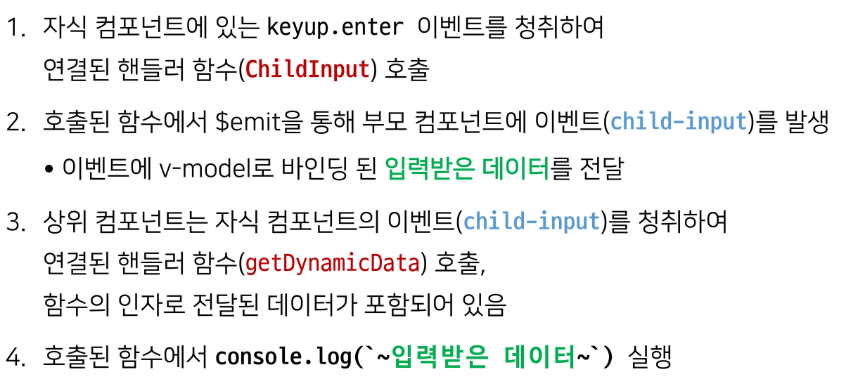 1. 자식 컴포넌트에 있는 keyup.enter 이벤트를 청취하여
연결된 핸들러 함수(ChildInput) 호출
2. 호출된 함수에서 $emit을 통해 부모 컴포넌트에 이벤트(child-input)를 발생
• 이벤트에 v-model로 바인딩 된 입력받은 데이터를 전달
3. 상위 컴포넌트는 자식 컴포넌트의 이벤트(child-input)를 청취하여
연결된 핸들러 함수(getDynamicData) 호출,
함수의 인자로 전달된 데이터가 포함되어 있음
4. 호출된 함수에서 console.log(`~입력받은 데이터~`) 실행